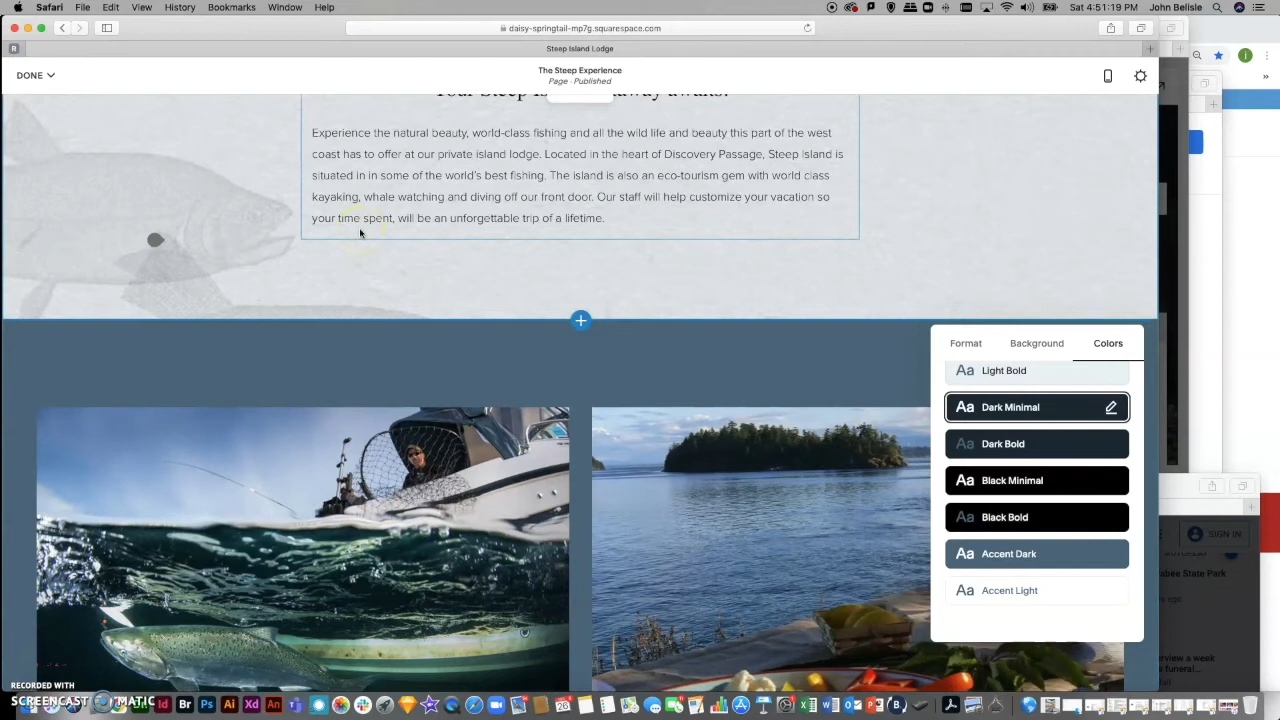 Safari File Edit View History Bookmarks Window Help
Sat 4:51:19 PM John Belise
daisy-springtail-mp7g.squarespace.com
R
Steep Island Lodge
DONE
The Steep Experience
Page · Published
Experience the natural beauty, world-class fishing and all the wild life and beauty this part of the west
coast has to offer at our private island lodge. Located in the heart of Discovery Passage, Steep Island is
situated in in some of the world's best fishing. The island is also an eco-tourism gem with world class
kayaking, whale watching and diving off our front door. Our staff will help customize your vacation so
your time spent, will be an unforgettable trip of a lifetime.
Format Background Colors
Aa Light Bold
Aa Dark Minimal
Aa Dark Bold
Aa Black Minimal
Aa Black Bold
Aa Accent Dark
Aa Accent Light
SIGN IN
State Park
RECORDED WITH
SCREENCAST MATIC